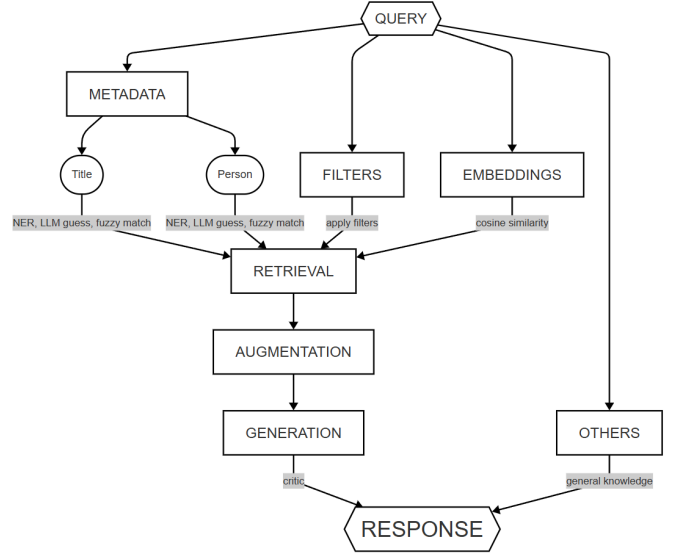 QUERY
METADATA
Title
Person
FILTERS
EMBEDDINGS
NER, LLM guess, fuzzy match
NER, LLM guess, fuzzy match
apply filters
cosine similarity
RETRIEVAL
AUGMENTATION
GENERATION
OTHERS
critic
general knowledge
RESPONSE